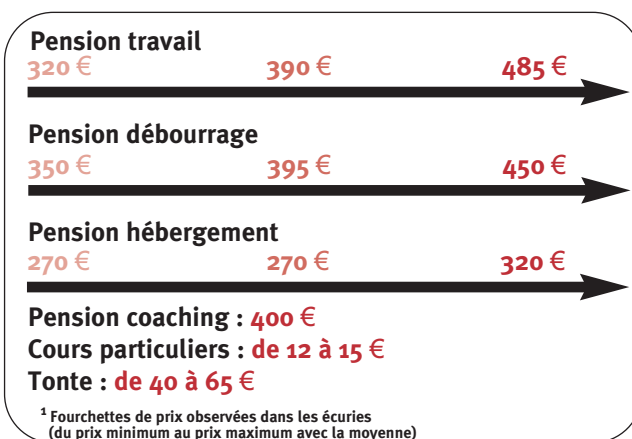 Pension travail
320 € 390 € 485 €
Pension débourrage
350 € 395 € 450 €
Pension hébergement
270 € 270 € 320 €
Pension coaching : 400 €
Cours particuliers : de 12 à 15 €
Tonte : de 40 à 65 €
¹ Fourchettes de prix observées dans les écuries
(du prix minimum au prix maximum avec la moyenne)